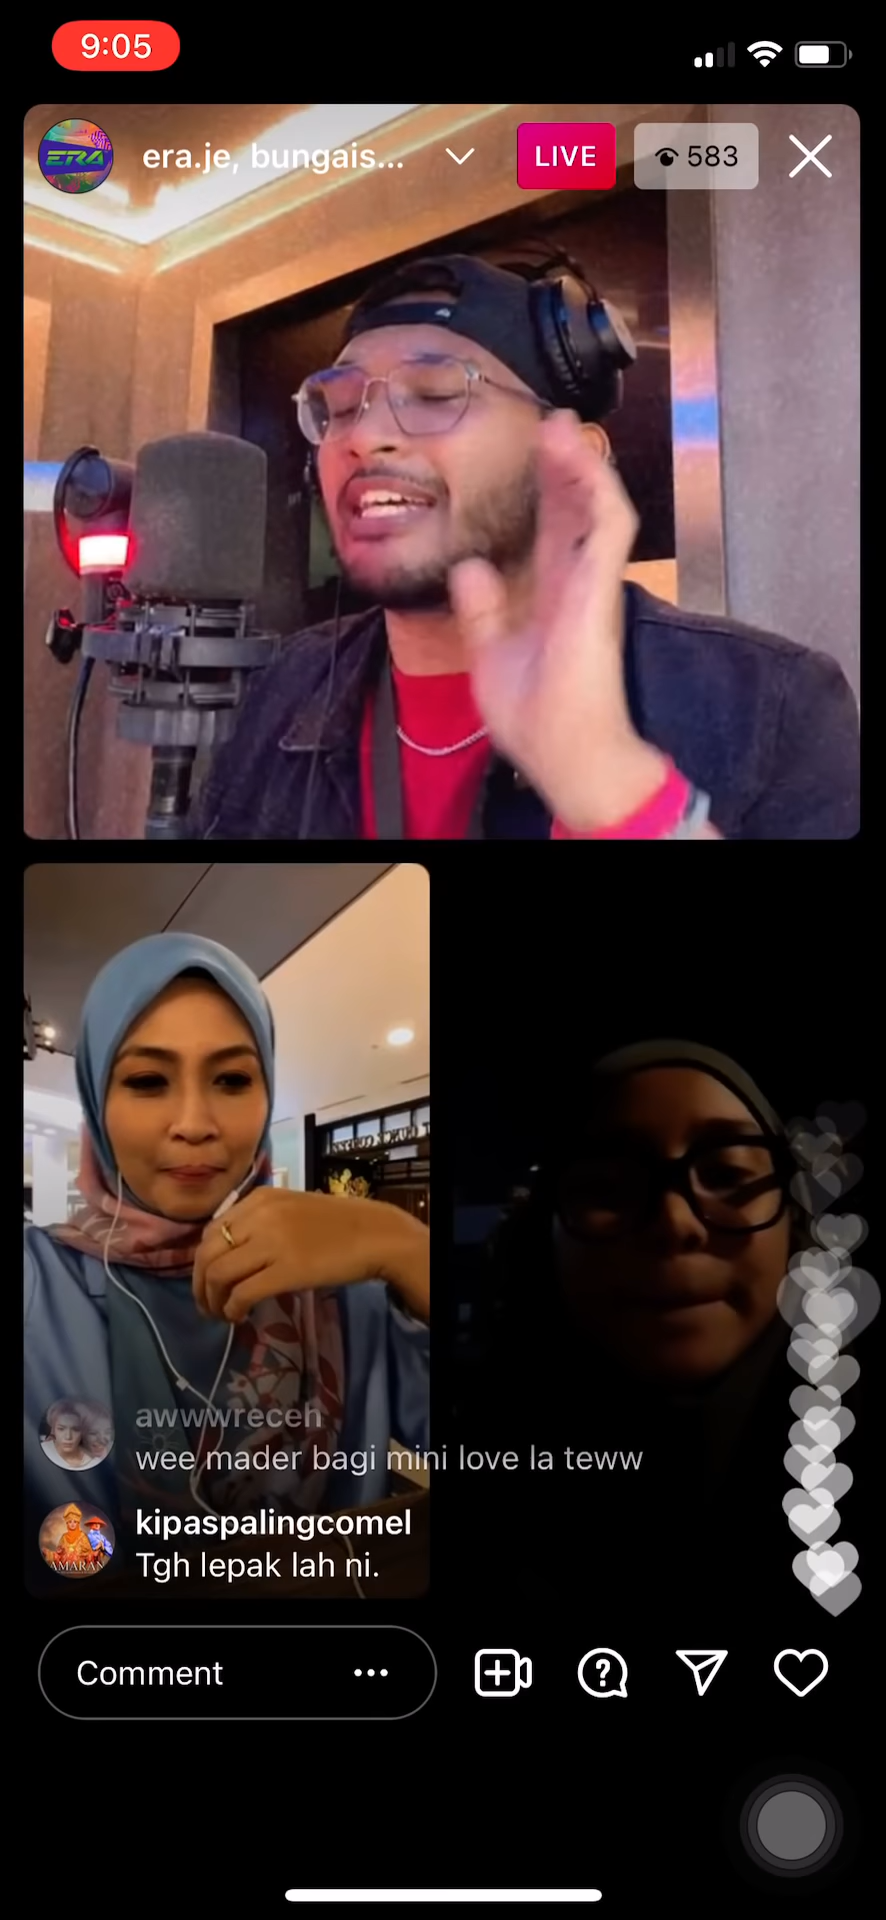 9:05
ERA
era.je, bungais...
LIVE
583
awwwreceh
wee mader bagi mini love la teww
kipaspalingcomel
Tgh lepak lah ni.
AMARAN
Comment